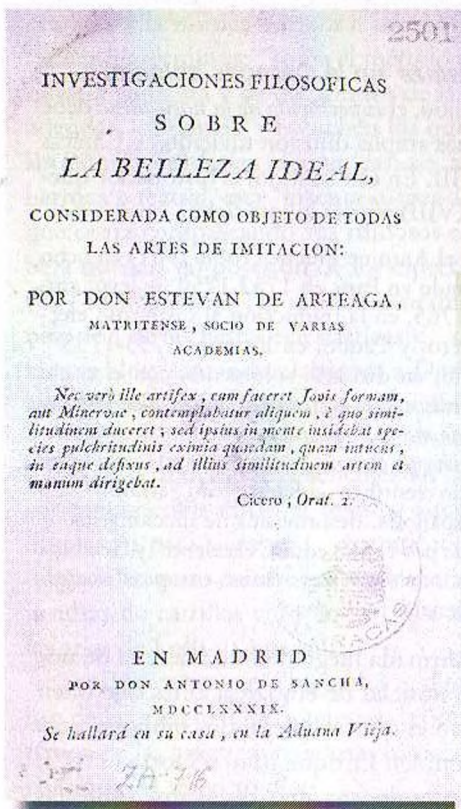 2501
INVESTIGACIONES FILOSOFICAS
SOBRE
LA BELLEZA IDEAL,
CONSIDERADA COMO OBJETO DE TODAS
LAS ARTES DE IMITACION:
POR DON ESTEVAN DE ARTEAGA,
MATRITENSE, SOCIO DE VARIAS
ACADEMIAS.
Nec verò ille artifex, cum faceret Jovis formam,
aut Minervae, contemplabatur aliquem, è quo simi-
litudinem duceret; sed ipsius in mente insidebat spe-
cies pulchritudinis eximia quaedam, quam intuens,
in eaque defixus, ad illius similitudinem artem et
manum dirigebat.
Cicero, Orat. 2.
EN MADRID
POR DON ANTONIO DE SANCHA,
MDCCLXXXIX.
Se hallará en su casa, en la Aduana Vieja.